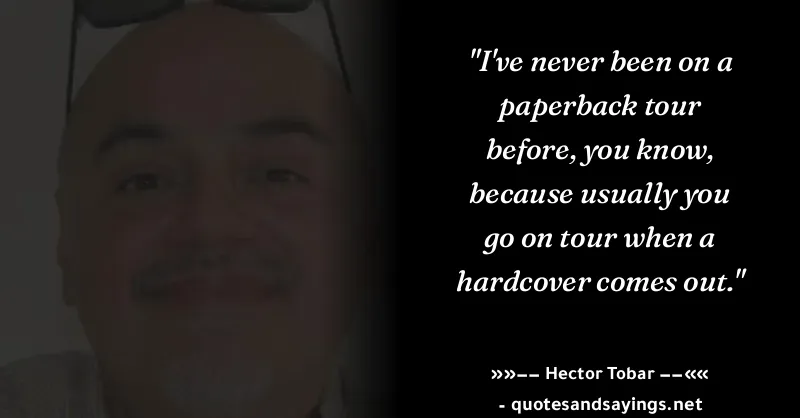 "I've never been on a
paperback tour
before, you know,
because usually you
go on tour when a
hardcover comes out."
»»–– Hector Tobar ––««
- quotesandsayings.net